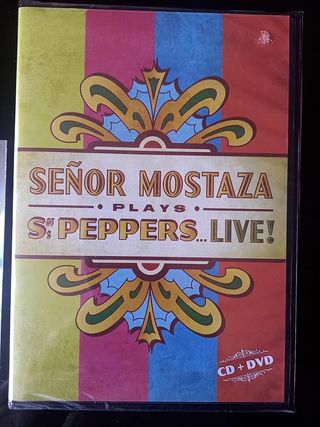 SEÑOR MOSTAZA
• PLAYS •
Sgt PEPPERS... LIVE!
CD + DVD